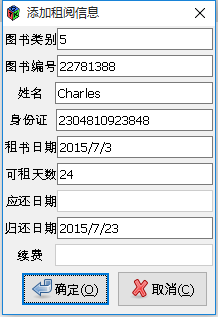 添加租阅信息
图书类别 5
图书编号 22781388
姓名 Charles
身份证 2304810923848
租书日期 2015/7/3
可租天数 24
应还日期
归还日期 2015/7/23
续费
确定(O) 取消(C)